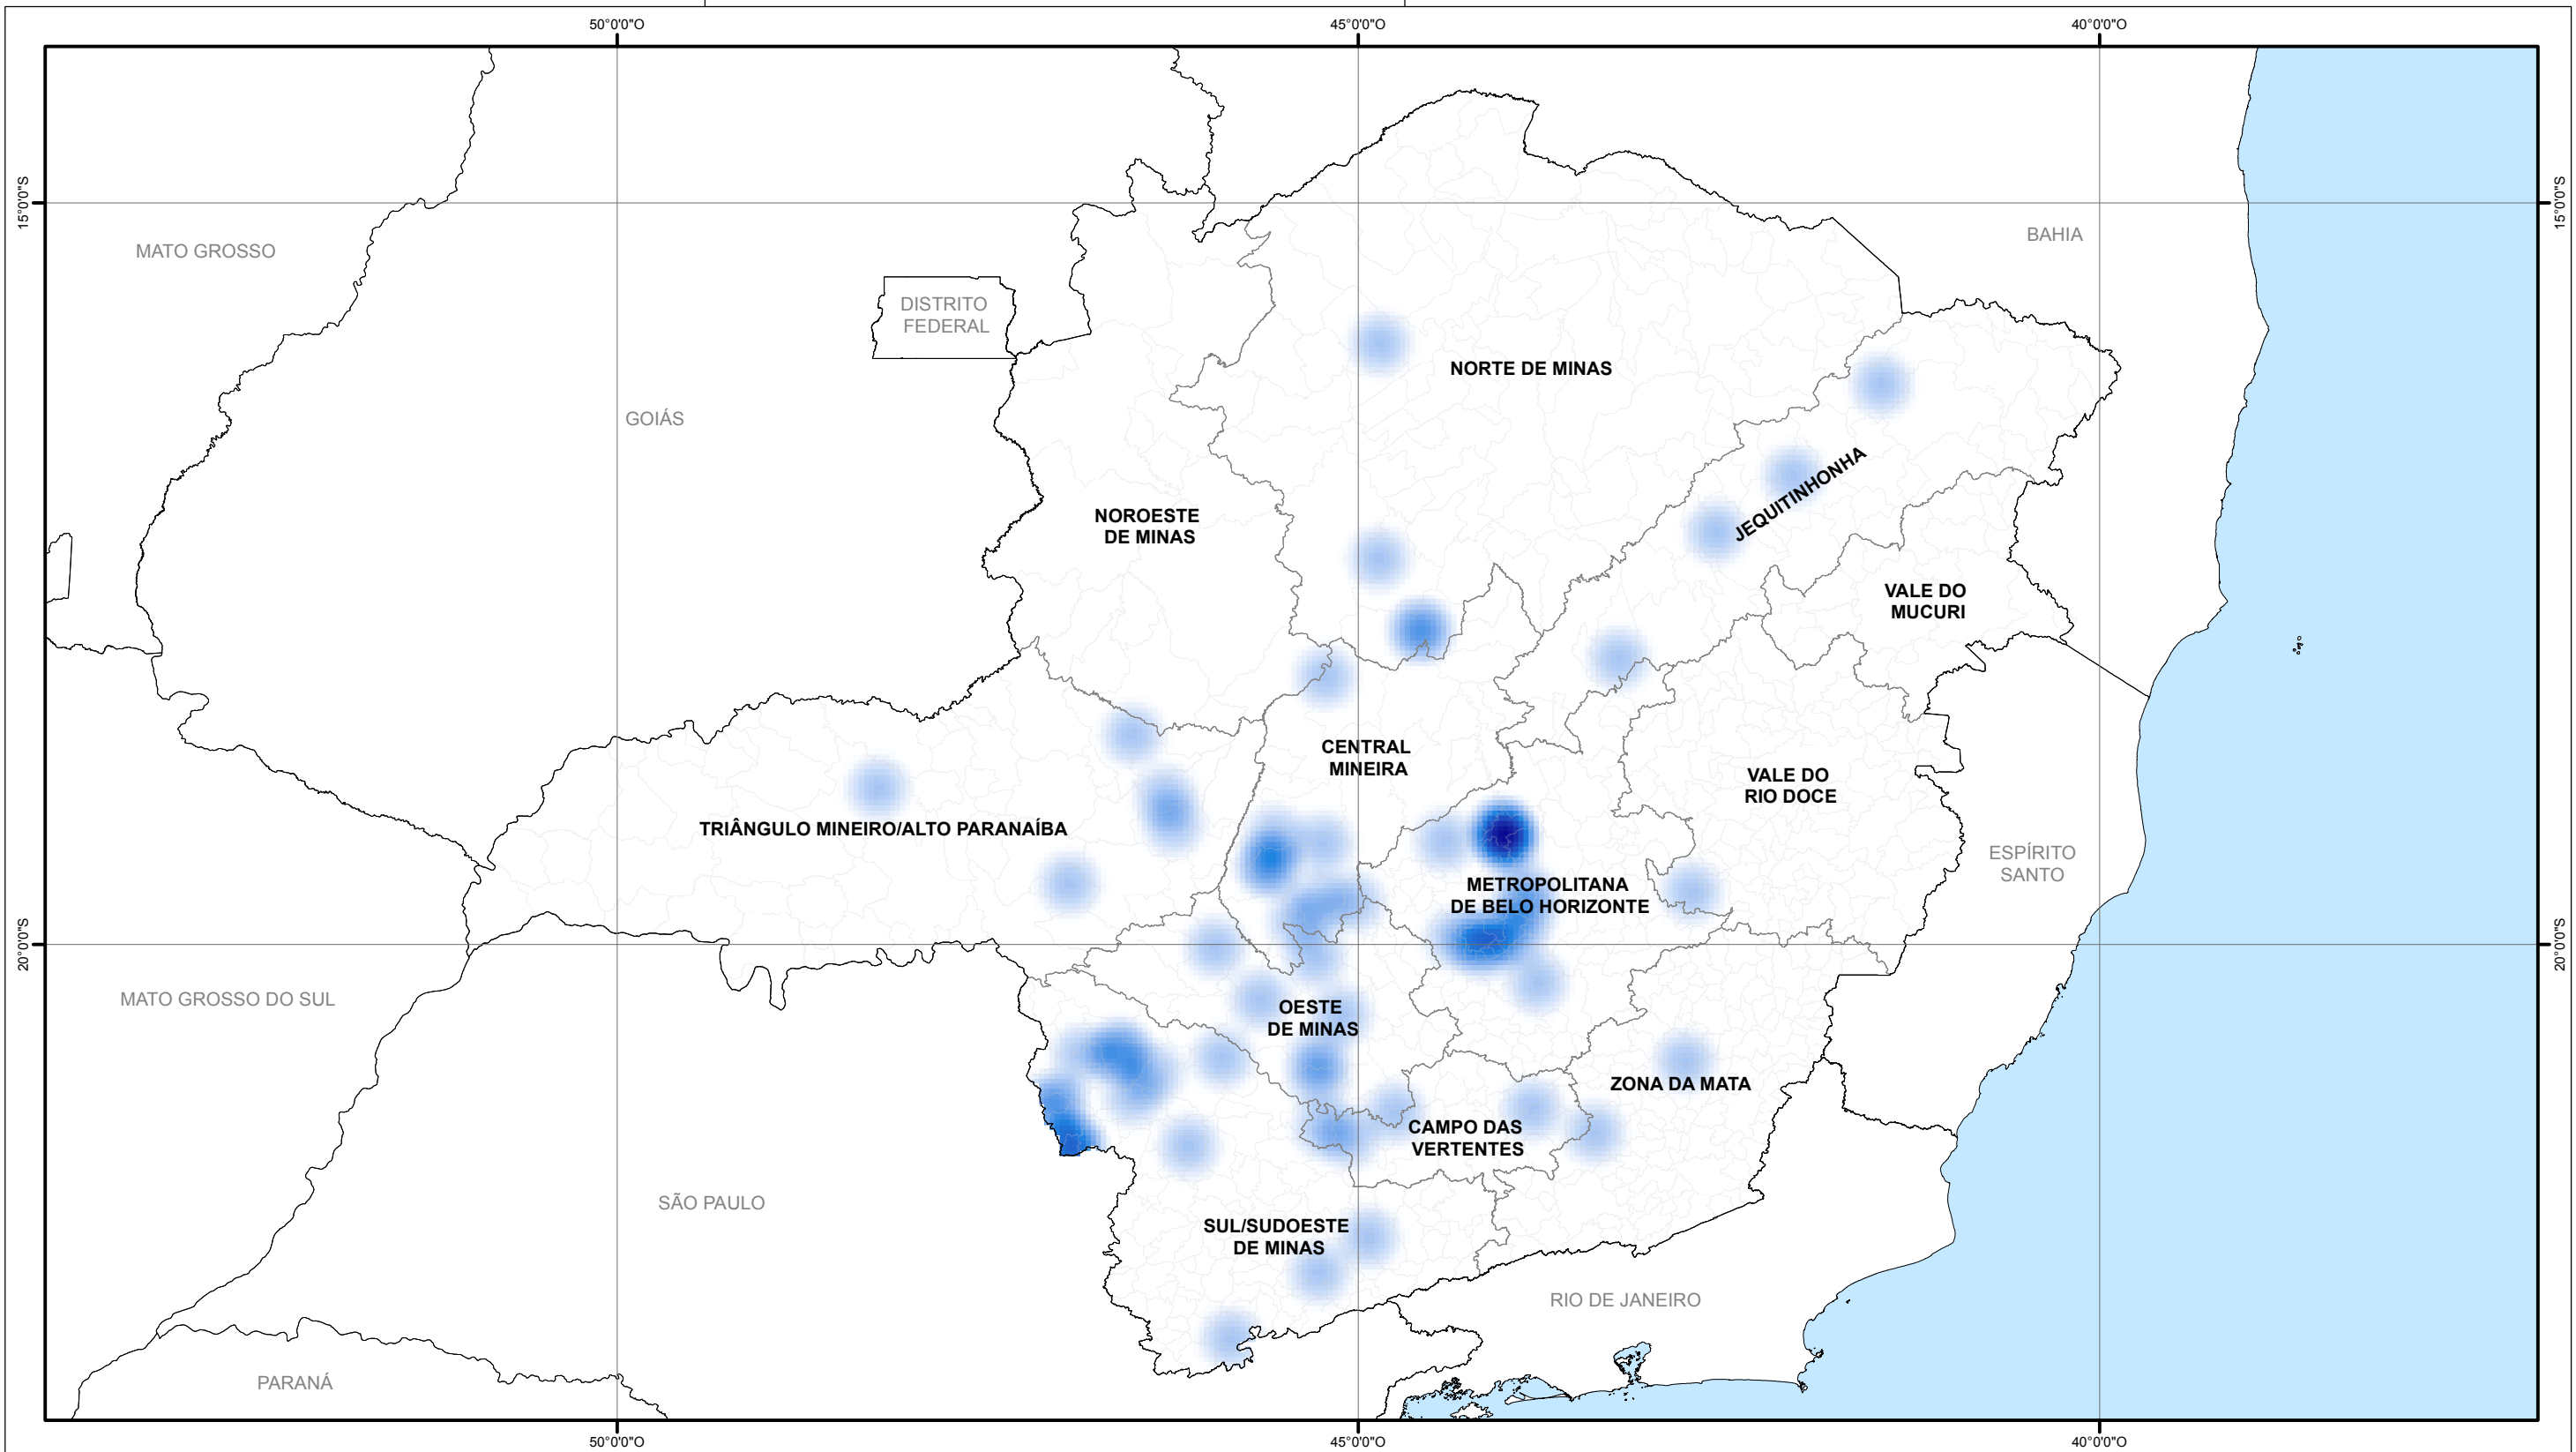 50°0'0"O
45°0'0"O
40°0'0"O
15°0'0"S
15°0'0"S
MATO GROSSO
BAHIA
DISTRITO
FEDERAL
NORTE DE MINAS
GOIÁS
JEQUITINHONHA
NOROESTE
DE MINAS
VALE DO
MUCURI
CENTRAL
MINEIRA
VALE DO
RIO DOCE
TRIÂNGULO MINEIRO/ALTO PARANAÍBA
ESPÍRITO
SANTO
METROPOLITANA
DE BELO HORIZONTE
20°0'0"S
20°0'0"S
MATO GROSSO DO SUL
OESTE
DE MINAS
ZONA DA MATA
CAMPO DAS
VERTENTES
SÃO PAULO
SUL/SUDOESTE
DE MINAS
RIO DE JANEIRO
PARANÁ
50°0'0"O
45°0'0"O
40°0'0"O